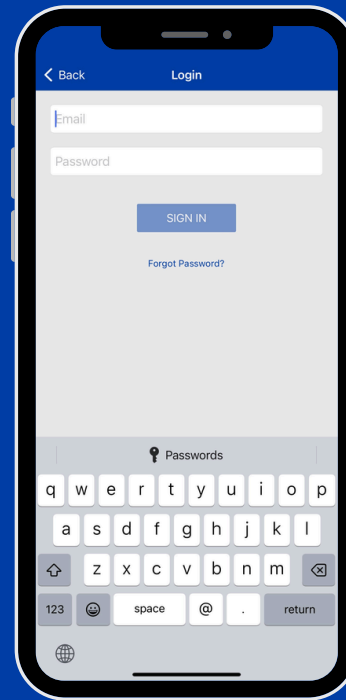 Back Login
Email
Password
SIGN IN
Forgot Password?
Passwords
q w e r t y u i o p
a s d f g h j k l
z x c v b n m
123 space @ . return